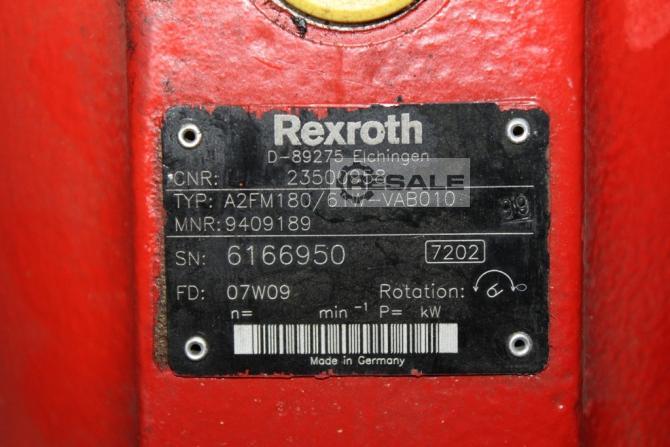 Rexroth
D-89275 Elchingen
CNR:
SALE
TYP: A2FM180/
-VAB010
MNR: 9409189
39
SN: 6166950 7202
FD: 07W09 Rotation:
n= min⁻¹ P= kW
Made in Germany